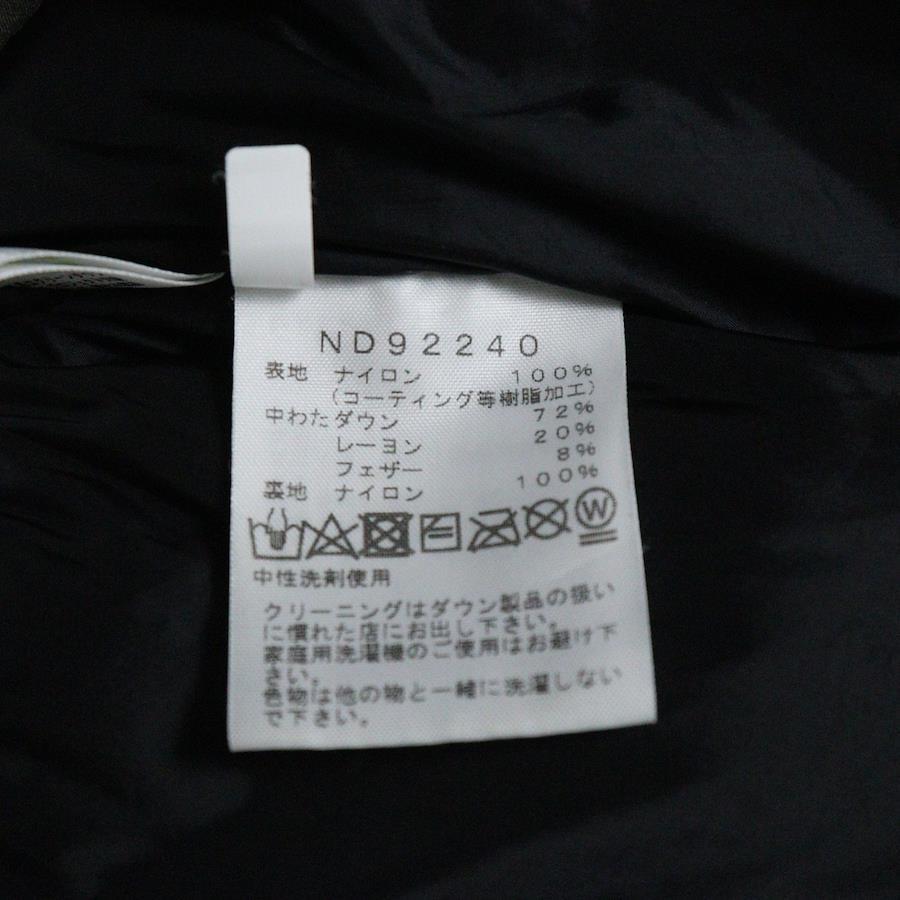 ND92240
表地 ナイロン 100%
(コーティング等樹脂加工)
中わた ダウン 72%
レーヨン 20%
フェザー 8%
裏地 ナイロン 100%
W
中性洗剤使用
クリーニングはダウン製品の扱い
に慣れた店にお出し下さい。
家庭用洗濯機のご使用はお避け下
さい。
色物は他の物と一緒に洗濯しない
で下さい。